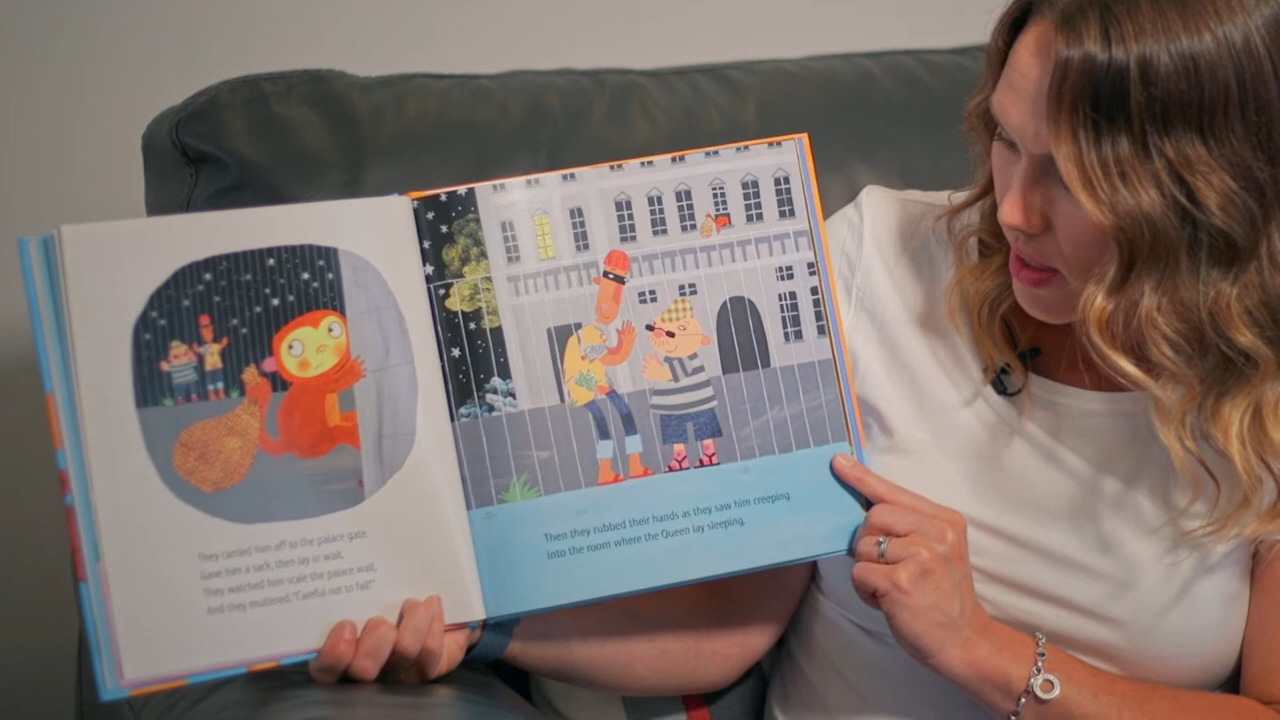 They carried him off to the palace gate,
Gave him a sack, then lay in wait.
They watched him scale the palace wall,
And they muttered, "Careful not to fall!"
Then they rubbed their hands as they saw him creeping
Into the room where the Queen lay sleeping.